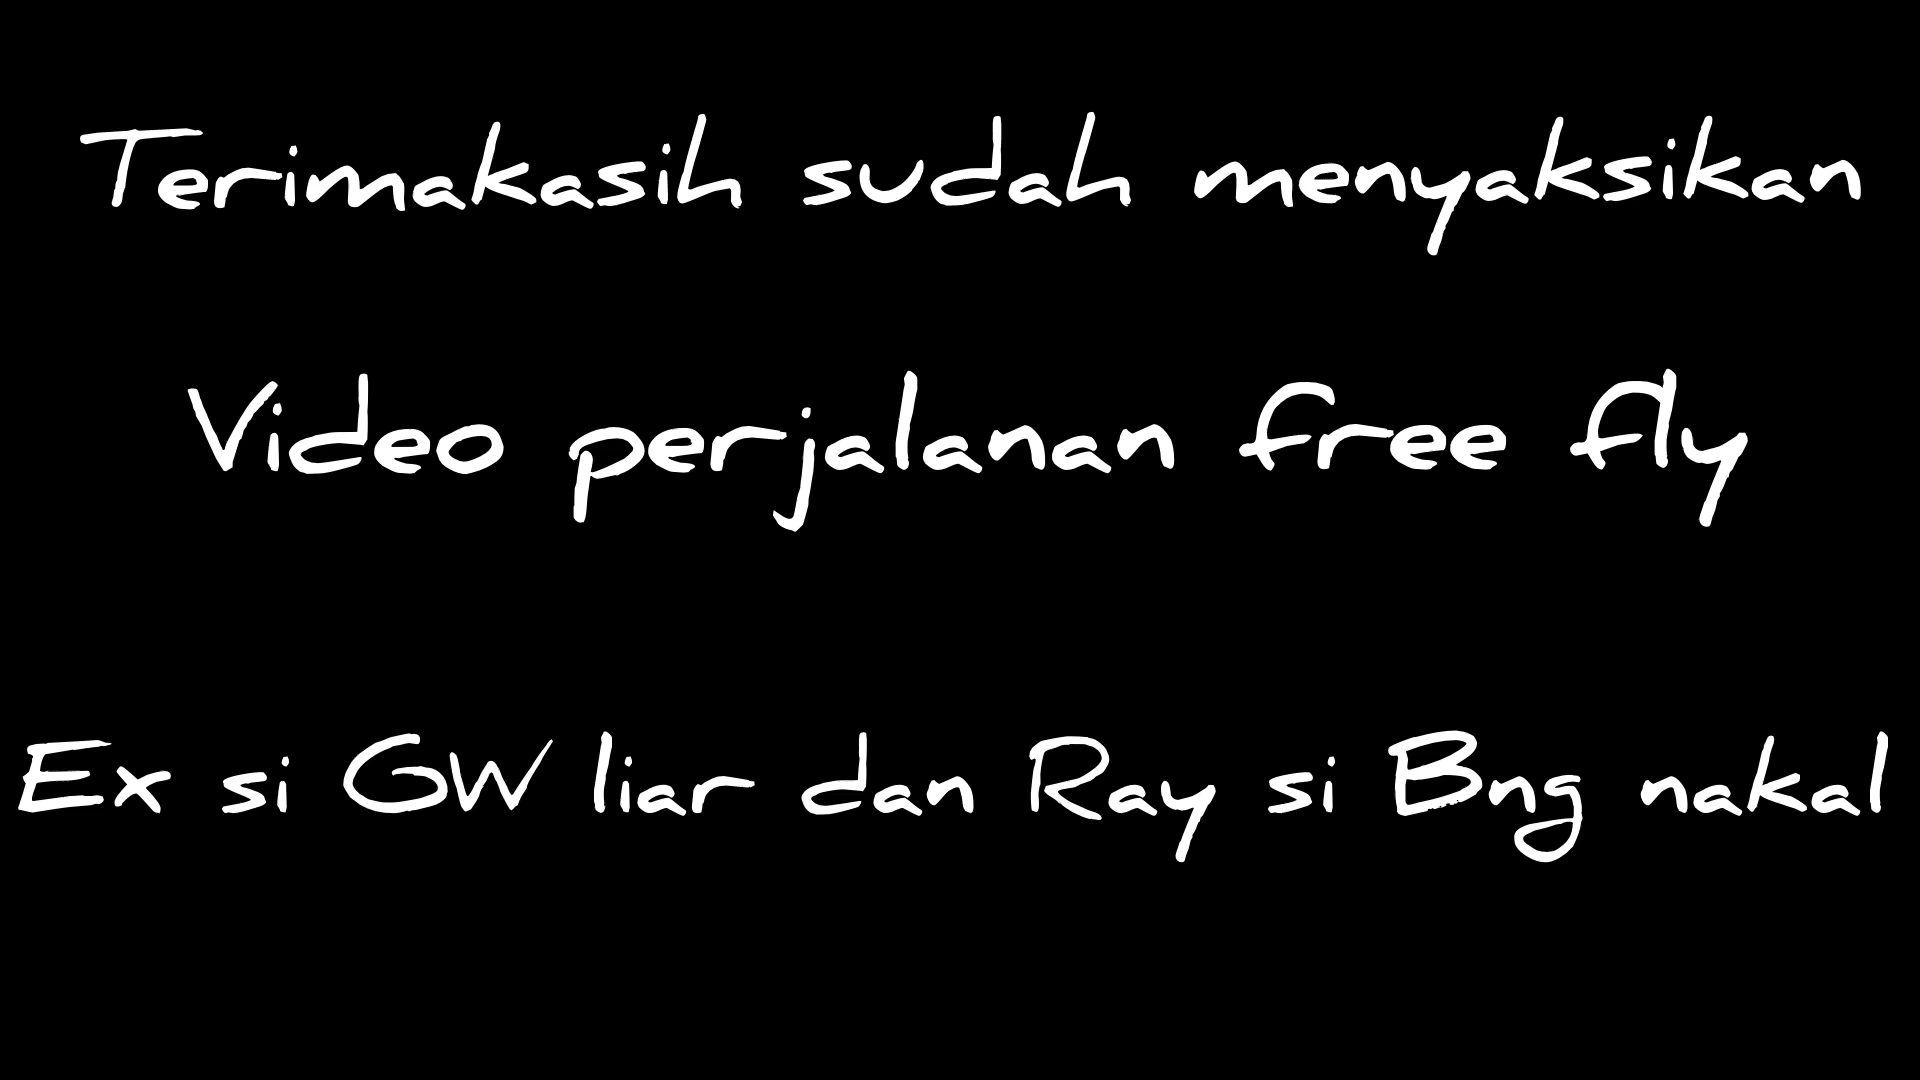 Terimakasih sudah menyaksikan
Video perjalanan free fly
Ex si GW liar dan Ray si Bng nakal